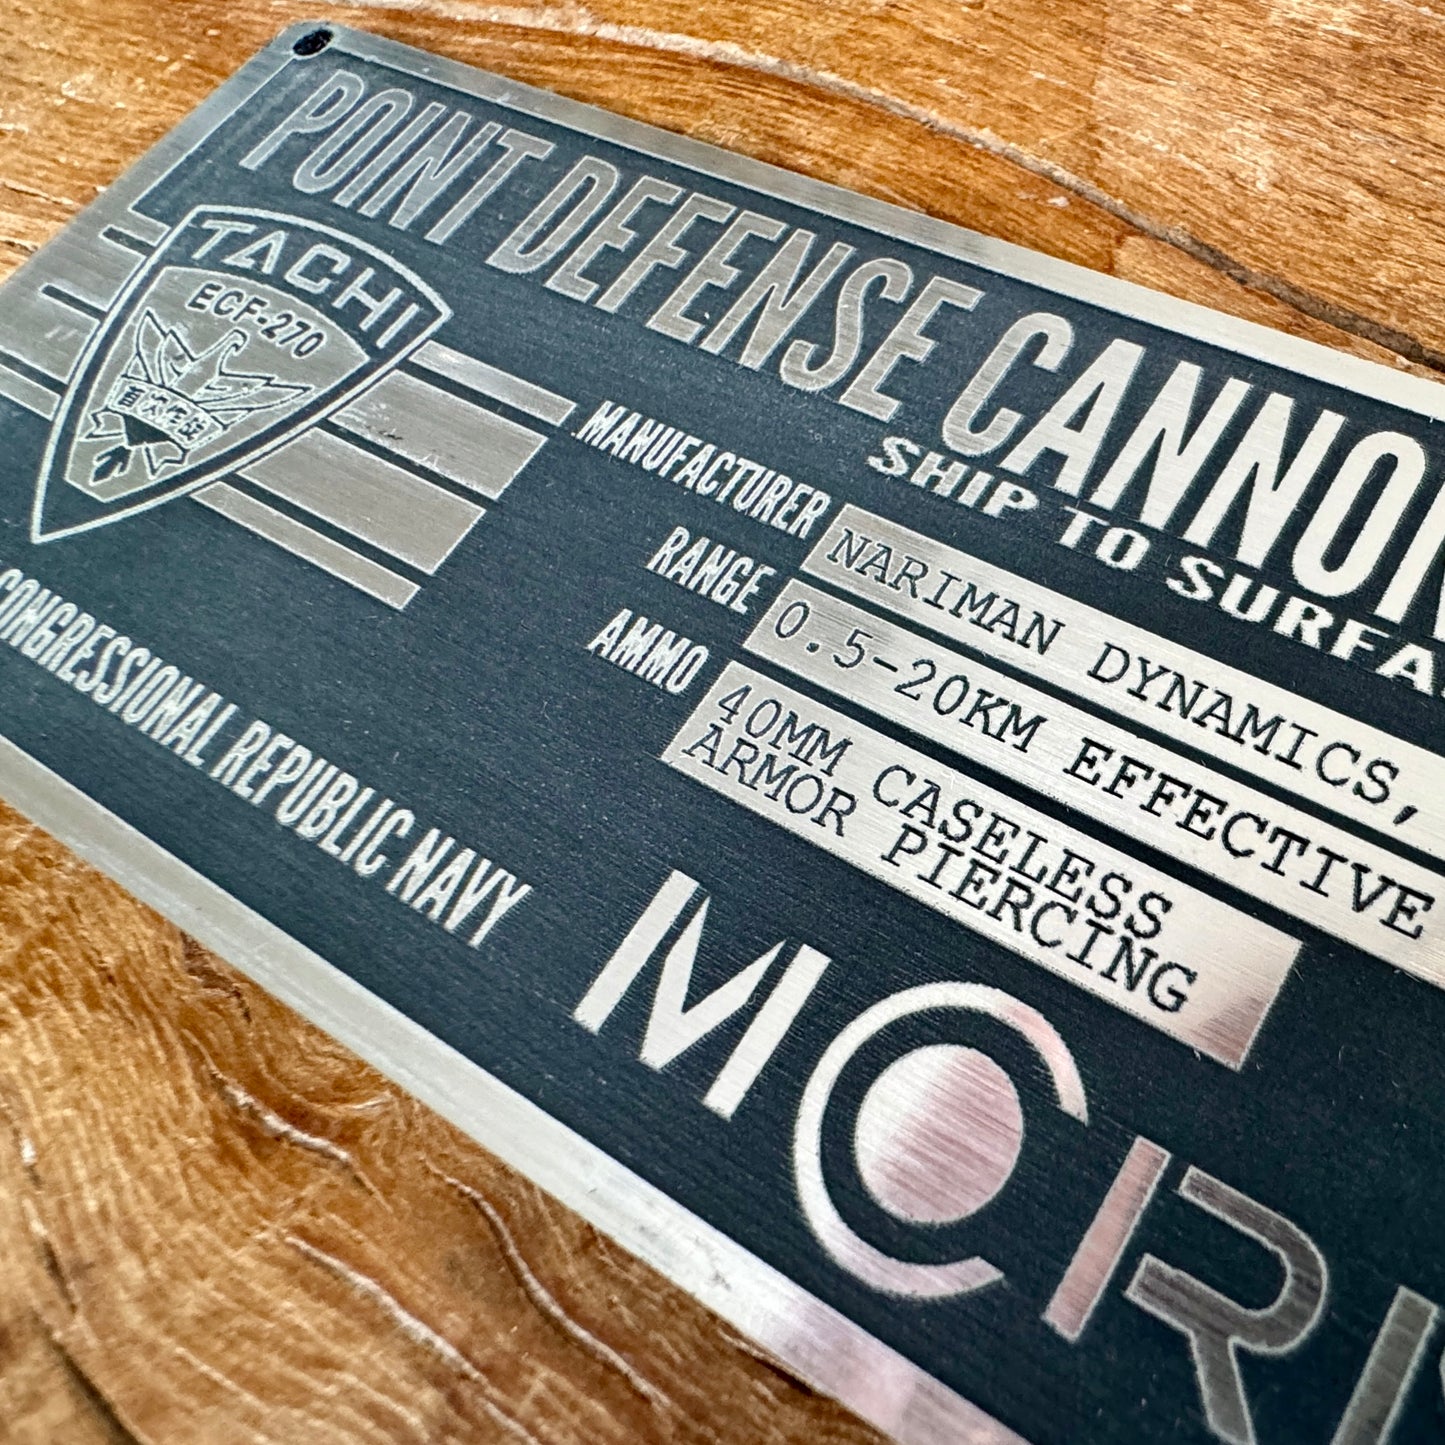 POINT DEFENSE CANNON
SHIP TO SURFA
TACHI
ECF-270
MANUFACTURER
NARIMAN DYNAMICS,
RANGE
0.5-20KM EFFECTIVE
AMMO
40MM CASELESS
ARMOR PIERCING
CONGRESSIONAL REPUBLIC NAVY
MCR